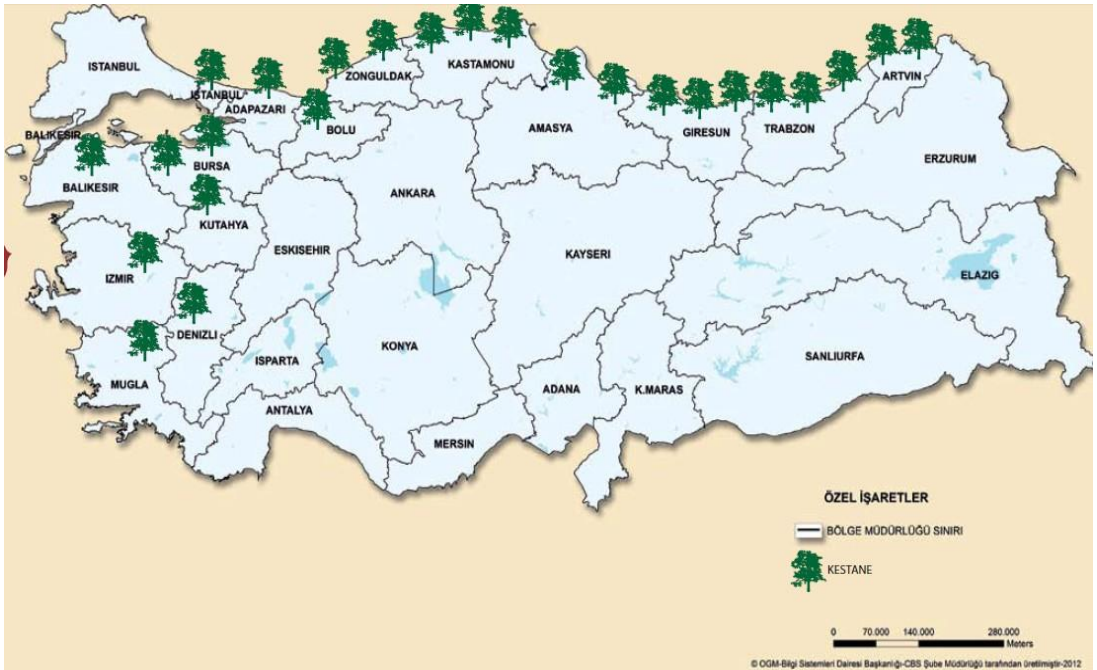 ISTANBUL
ISTANBUL
ADAPAZARI
ZONGULDAK
KASTAMONU
BOLU
AMASYA
GIRESUN
TRABZON
ARTVIN
ERZURUM
BALIKESIR
BALIKESIR
BURSA
KUTAHYA
ANKARA
ESKISEHIR
KAYSERI
ELAZIG
IZMIR
DENIZLI
ISPARTA
KONYA
SANLIURFA
MUGLA
ANTALYA
MERSIN
ADANA
K.MARAS
ÖZEL İŞARETLER
BÖLGE MÜDÜRLÜĞÜ SINIRI
KESTANE
0 70.000 140.000 280.000
Meters
© OGM-Bilgi Sistemleri Dairesi Başkanlığı-CBS Şube Müdürlüğü tarafından üretilmiştir-2012